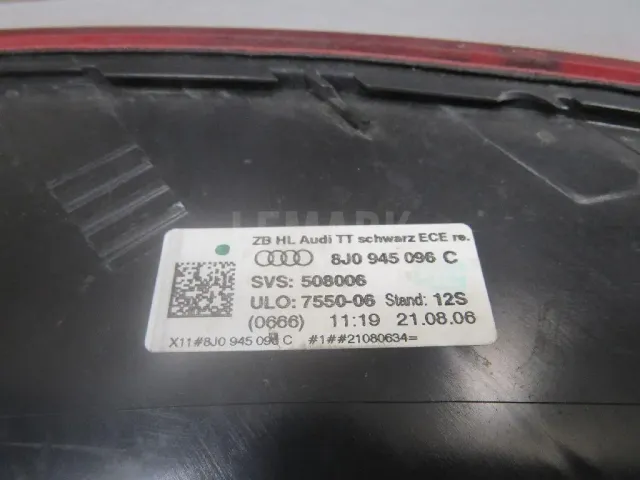 LEMARK
ZB HL Audi TT schwarz ECE re.
8J0 945 096 C
SVS: 508006
ULO: 7550-06 Stand: 12S
(0666) 11:19 21.08.06
X11#8J0 945 096 C #1##21080634=